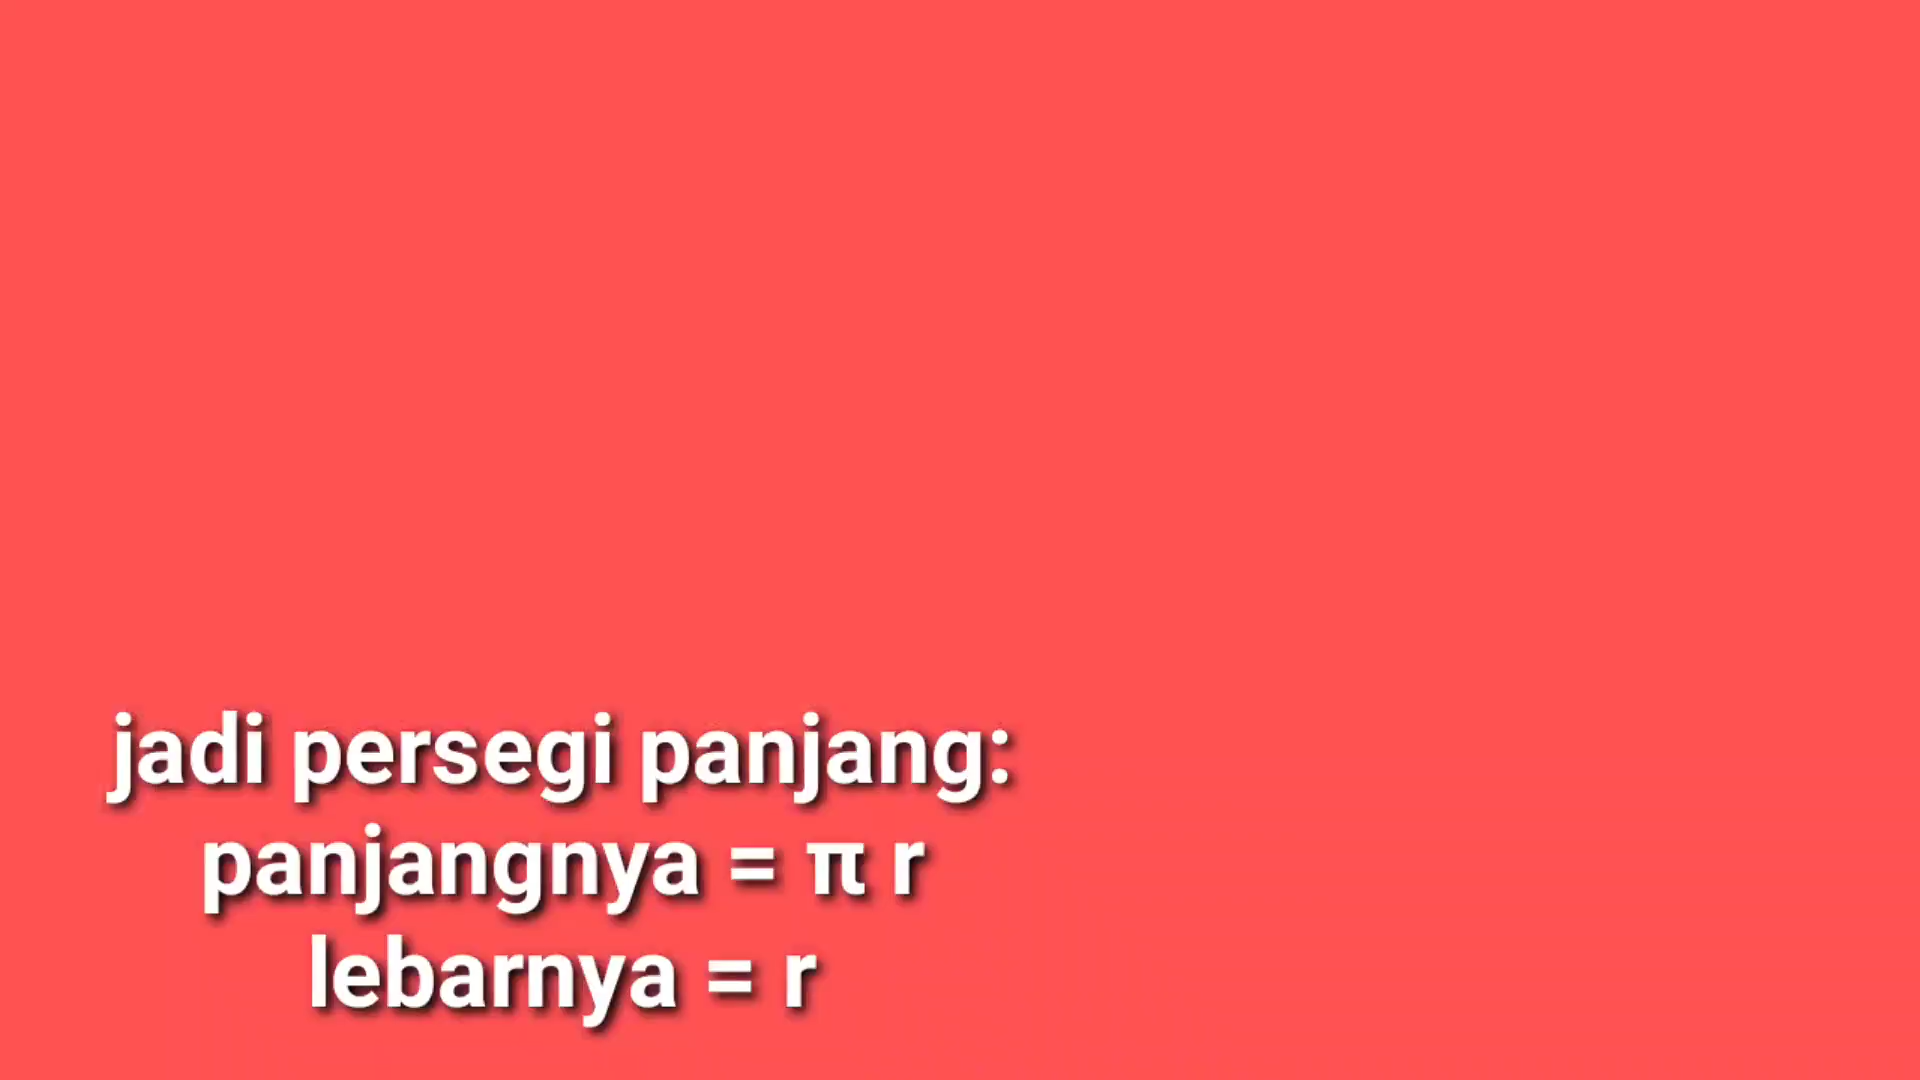 jadi persegi panjang:
panjangnya = π r
lebarnya = r